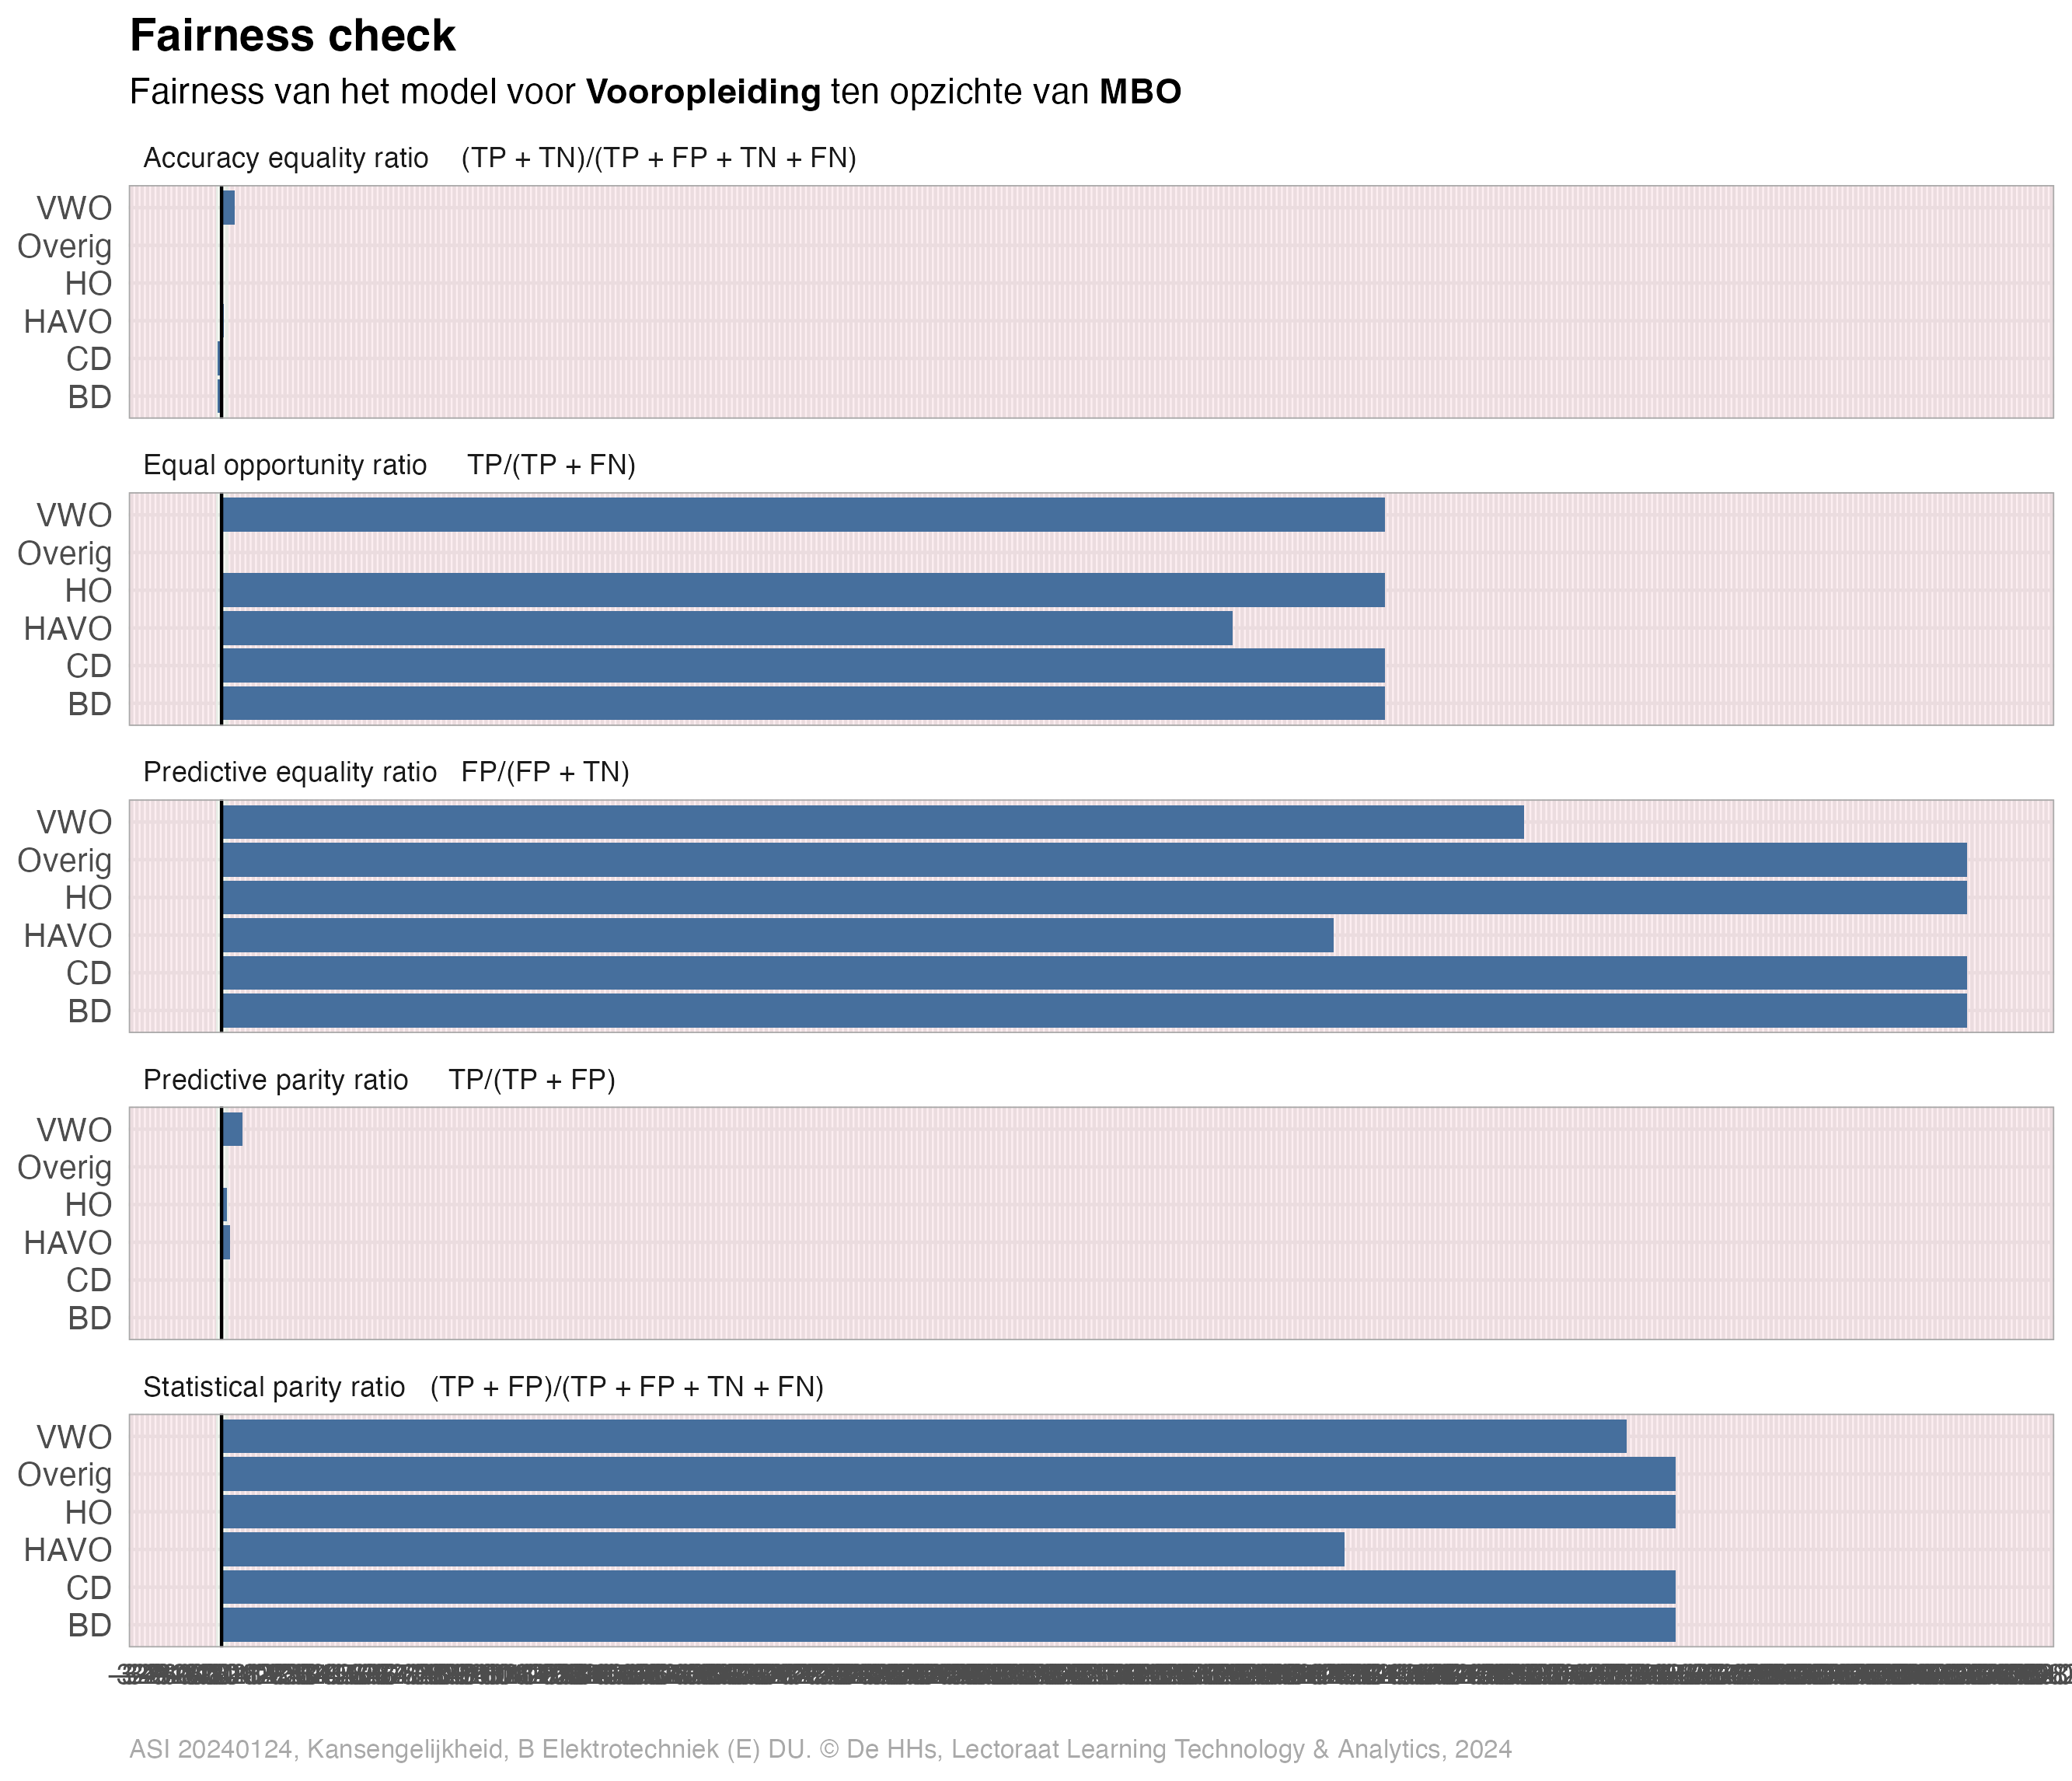 Fairness check
Fairness van het model voor Vooropleiding ten opzichte van MBO
Accuracy equality ratio (TP + TN)/(TP + FP + TN + FN)
VWO
Overig
HO
HAVO
CD
BD
Equal opportunity ratio TP/(TP + FN)
VWO
Overig
HO
HAVO
CD
BD
Predictive equality ratio FP/(FP + TN)
VWO
Overig
HO
HAVO
CD
BD
Predictive parity ratio TP/(TP + FP)
VWO
Overig
HO
HAVO
CD
BD
Statistical parity ratio (TP + FP)/(TP + FP + TN + FN)
VWO
Overig
HO
HAVO
CD
BD
ASI 20240124, Kansengelijkheid, B Elektrotechniek (E) DU. © De HHs, Lectoraat Learning Technology & Analytics, 2024